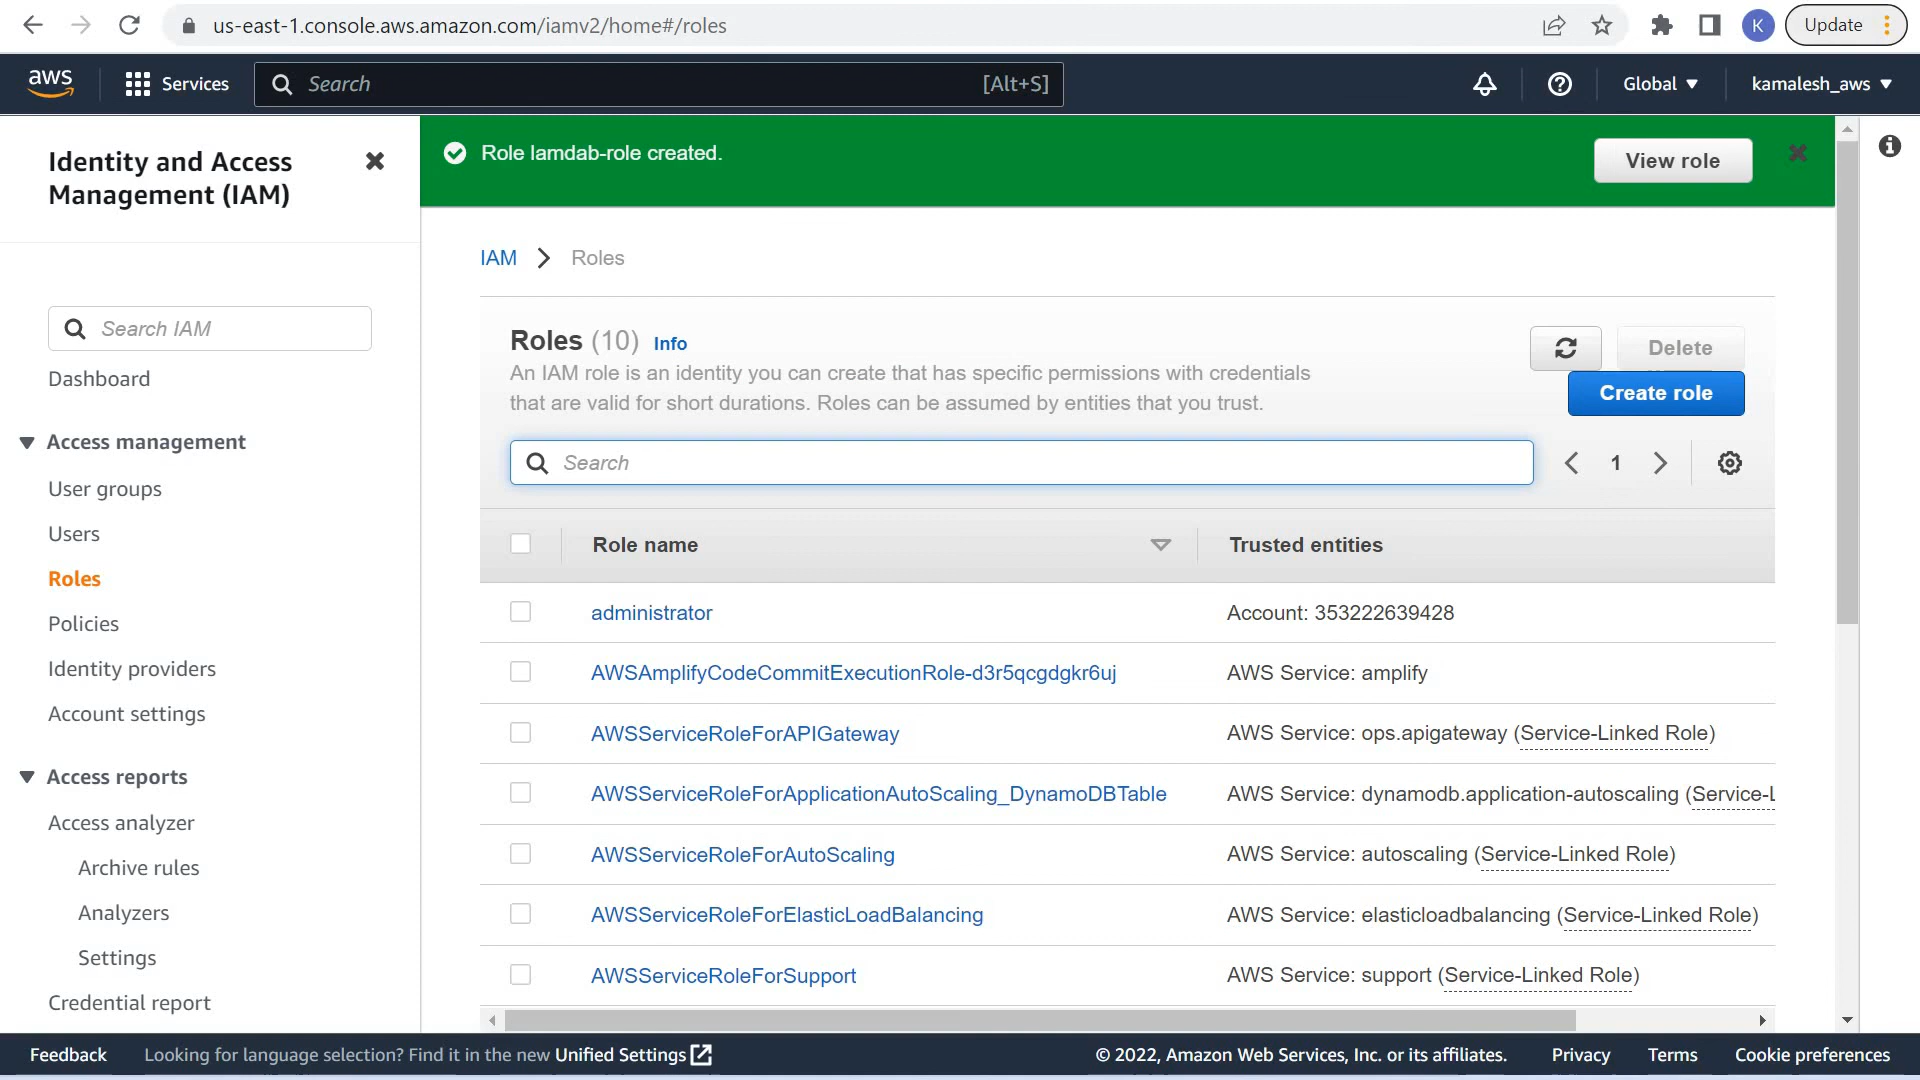 us-east-1.console.aws.amazon.com/iamv2/home#/roles
K
Update
aws
Services
Search
[Alt+S]
Global
kamalesh_aws
Identity and Access
Management (IAM)
Search IAM
Dashboard
Access management
User groups
Users
Roles
Policies
Identity providers
Account settings
Access reports
Access analyzer
Archive rules
Analyzers
Settings
Credential report
Role lamdab-role created.
View role
IAM > Roles
Roles (10) Info
An IAM role is an identity you can create that has specific permissions with credentials
that are valid for short durations. Roles can be assumed by entities that you trust.
Delete
Create role
Search
1
Role name
Trusted entities
administrator
Account: 353222639428
AWSAmplifyCodeCommitExecutionRole-d3r5qcgdgkr6uj
AWS Service: amplify
AWSServiceRoleForAPIGateway
AWS Service: ops.apigateway (Service-Linked Role)
AWSServiceRoleForApplicationAutoScaling_DynamoDBTable
AWS Service: dynamodb.application-autoscaling (Service-L
AWSServiceRoleForAutoScaling
AWS Service: autoscaling (Service-Linked Role)
AWSServiceRoleForElasticLoadBalancing
AWS Service: elasticloadbalancing (Service-Linked Role)
AWSServiceRoleForSupport
AWS Service: support (Service-Linked Role)
Feedback
Looking for language selection? Find it in the new Unified Settings
© 2022, Amazon Web Services, Inc. or its affiliates.
Privacy
Terms
Cookie preferences